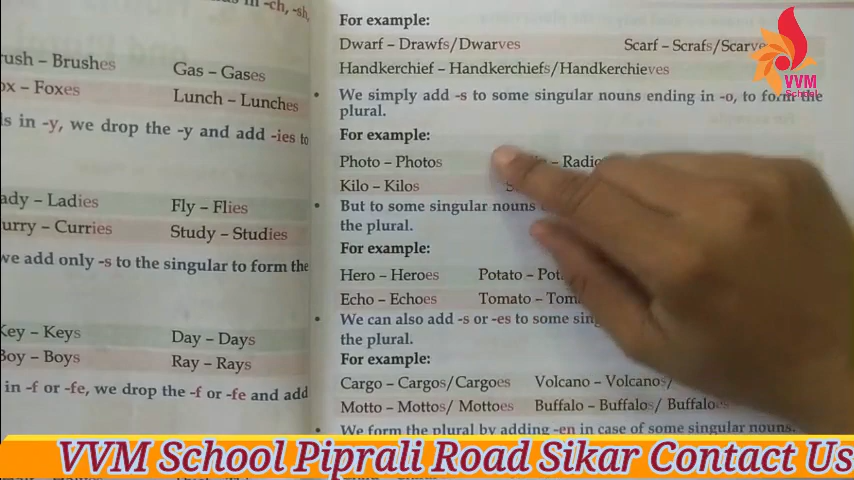 s in -ch, -sh,
rush – Brushes
Gas – Gases
ox – Foxes
Lunch – Lunches
ls in -y, we drop the -y and add -ies to
ady – Ladies
Fly – Flies
urry – Curries
Study – Studies
we add only -s to the singular to form the
Key – Keys
Day – Days
Boy – Boys
Ray – Rays
in -f or -fe, we drop the -f or -fe and add
For example:
Dwarf – Drawfs/Dwarves
Scarf – Scrafs/Scarve
Handkerchief – Handkerchiefs/Handkerchieves
• We simply add -s to some singular nouns ending in -o, to form the
plural.
For example:
Photo – Photos
– Radio
Kilo – Kilos
S
• But to some singular nouns
the plural.
For example:
Hero – Heroes
Potato – Pot
Echo – Echoes
Tomato – Tom
• We can also add -s or -es to some sing
the plural.
For example:
Cargo – Cargos/Cargoes
Volcano – Volcanos/
Motto – Mottos/ Mottoes
Buffalo – Buffalos/ Buffaloes
• We form the plural by adding -en in case of some singular nouns.
VVM
School
VVM School Piprali Road Sikar Contact Us